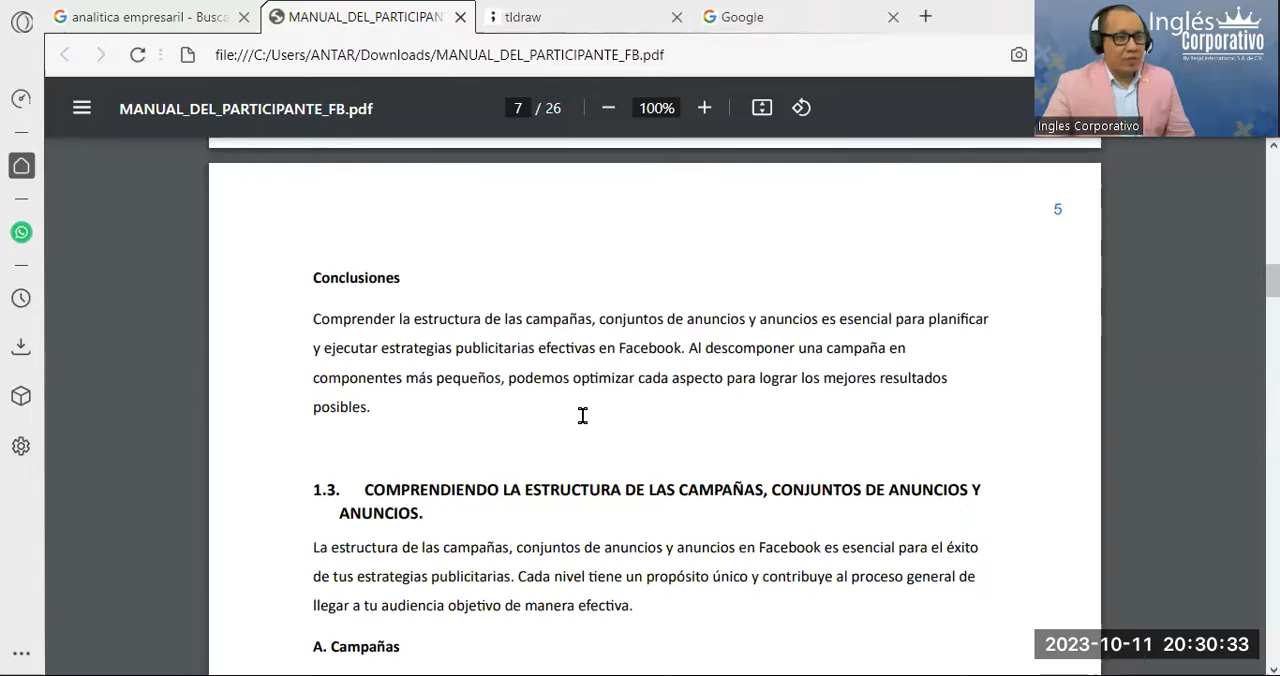 analitica empresaril - Busca
MANUAL_DEL_PARTICIPAN
tldraw
Google
file:///C:/Users/ANTAR/Downloads/MANUAL_DEL_PARTICIPANTE_FB.pdf
MANUAL_DEL_PARTICIPANTE_FB.pdf
7 / 26
100%
Inglés
Corporativo
By Regal International, S.A. de C.V.
Ingles Corporativo
5
Conclusiones
Comprender la estructura de las campañas, conjuntos de anuncios y anuncios es esencial para planificar
y ejecutar estrategias publicitarias efectivas en Facebook. Al descomponer una campaña en
componentes más pequeños, podemos optimizar cada aspecto para lograr los mejores resultados
posibles.
1.3. COMPRENDIENDO LA ESTRUCTURA DE LAS CAMPAÑAS, CONJUNTOS DE ANUNCIOS Y
ANUNCIOS.
La estructura de las campañas, conjuntos de anuncios y anuncios en Facebook es esencial para el éxito
de tus estrategias publicitarias. Cada nivel tiene un propósito único y contribuye al proceso general de
llegar a tu audiencia objetivo de manera efectiva.
A. Campañas
2023-10-11 20:30:33